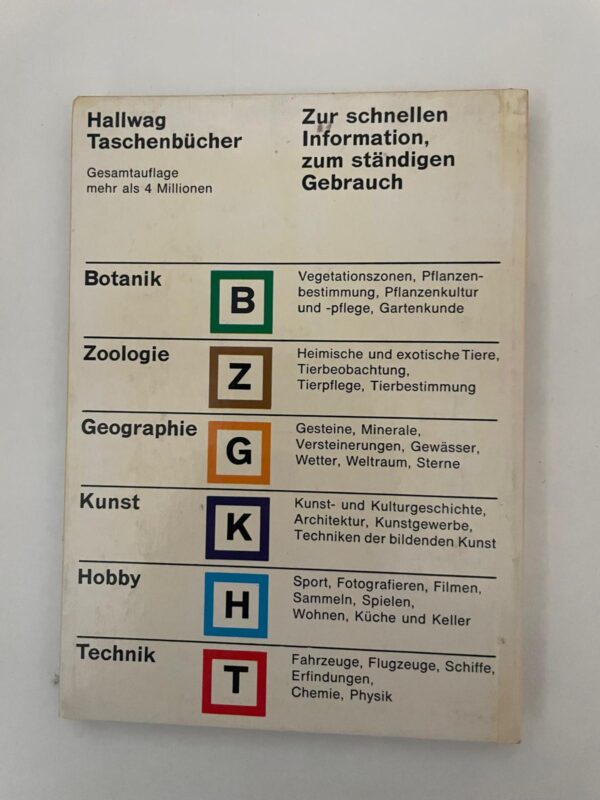 Hallwag
Taschenbücher
Gesamtauflage
mehr als 4 Millionen
Zur schnellen
Information,
zum ständigen
Gebrauch
Botanik
B
Vegetationszonen, Pflanzen-
bestimmung, Pflanzenkultur
und -pflege, Gartenkunde
Zoologie
Z
Heimische und exotische Tiere,
Tierbeobachtung,
Tierpflege, Tierbestimmung
Geographie
G
Gesteine, Minerale,
Versteinerungen, Gewässer,
Wetter, Weltraum, Sterne
Kunst
K
Kunst- und Kulturgeschichte,
Architektur, Kunstgewerbe,
Techniken der bildenden Kunst
Hobby
H
Sport, Fotografieren, Filmen,
Sammeln, Spielen,
Wohnen, Küche und Keller
Technik
T
Fahrzeuge, Flugzeuge, Schiffe,
Erfindungen,
Chemie, Physik